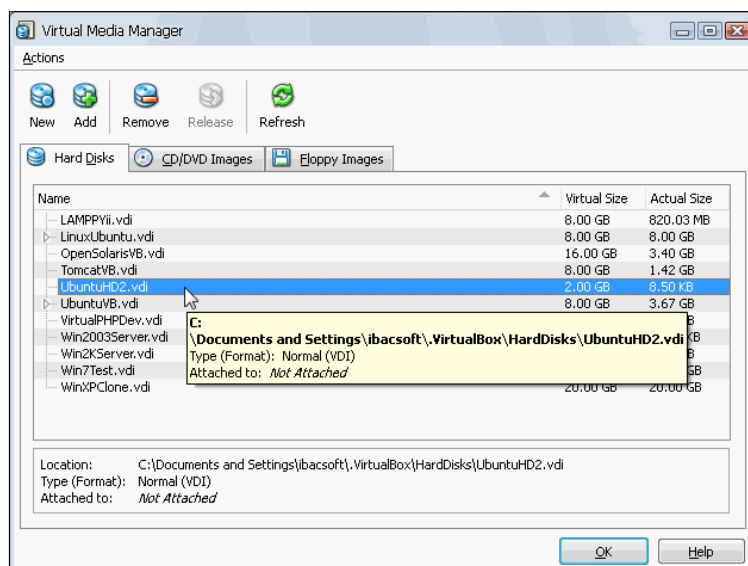 Virtual Media Manager
Actions
New Add Remove Release Refresh
Hard Disks CD/DVD Images Floppy Images
Name Virtual Size Actual Size
LAMPPYii.vdi 8.00 GB 820.03 MB
LinuxUbuntu.vdi 8.00 GB 8.00 GB
OpenSolarisVB.vdi 16.00 GB 3.40 GB
TomcatVB.vdi 8.00 GB 1.42 GB
UbuntuHD2.vdi 2.00 GB 8.50 KB
UbuntuVB.vdi 8.00 GB 3.67 GB
VirtualPHPDev.vdi B
Win2003Server.vdi KB
Win2KServer.vdi B
Win7Test.vdi GB
WinXPClone.vdi 20.00 GB 20.00 GB
C:
\Documents and Settings\ibacsoft\.VirtualBox\HardDisks\UbuntuHD2.vdi
Type (Format): Normal (VDI)
Attached to: Not Attached
Location: C:\Documents and Settings\ibacsoft\.VirtualBox\HardDisks\UbuntuHD2.vdi
Type (Format): Normal (VDI)
Attached to: Not Attached
OK Help